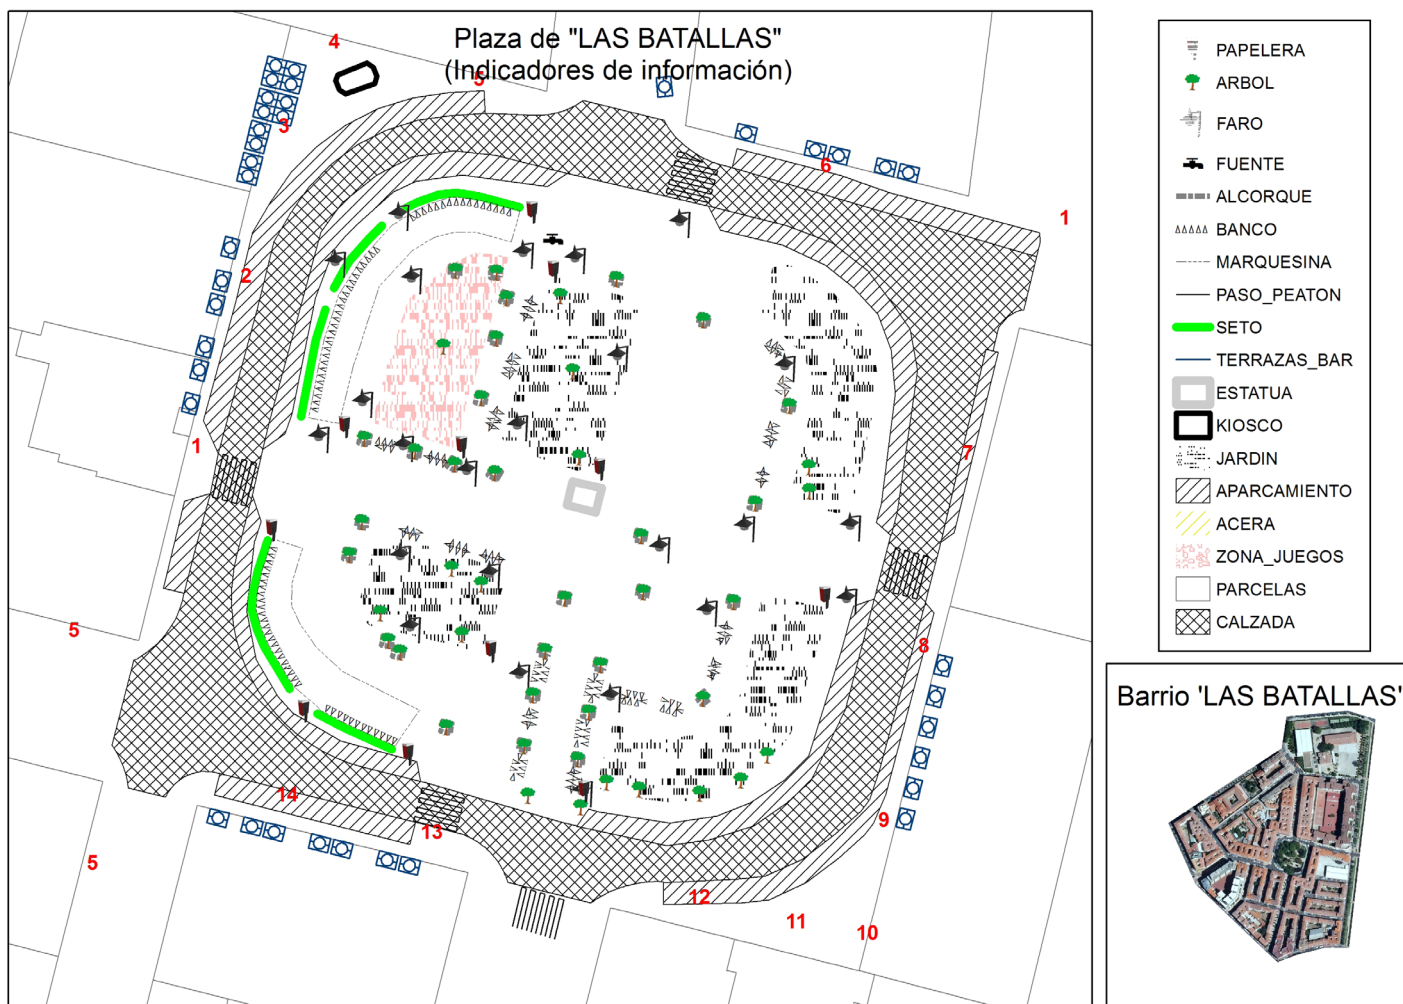 Plaza de "LAS BATALLAS"
(Indicadores de información)
4
5
3
6
1
2
1
7
5
8
14
13
5
9
12
11
10
PAPELERA
ARBOL
FARO
FUENTE
ALCORQUE
BANCO
MARQUESINA
PASO_PEATON
SETO
TERRAZAS_BAR
ESTATUA
KIOSCO
JARDIN
APARCAMIENTO
ACERA
ZONA_JUEGOS
PARCELAS
CALZADA
Barrio 'LAS BATALLAS'